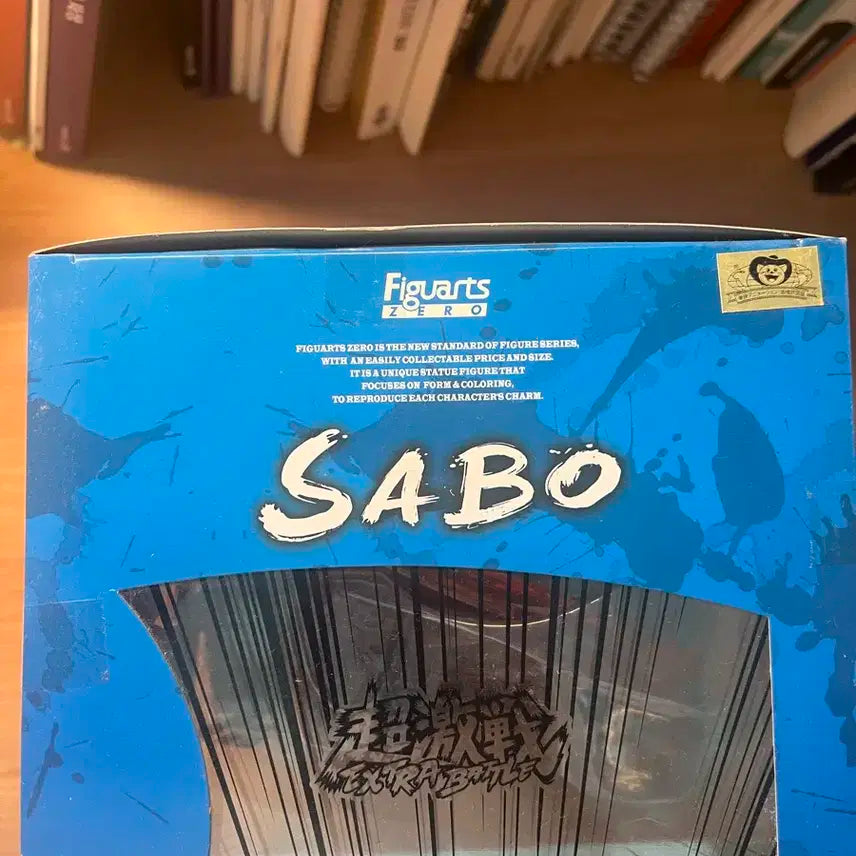 Figuarts
ZERO
FIGUARTS ZERO IS THE NEW STANDARD OF FIGURE SERIES,
WITH AN EASILY COLLECTABLE PRICE AND SIZE.
IT IS A UNIQUE STATUE FIGURE THAT
FOCUSES ON FORM & COLORING,
TO REPRODUCE EACH CHARACTER'S CHARM.
SABO
超激戦
EXTRA BATTLE